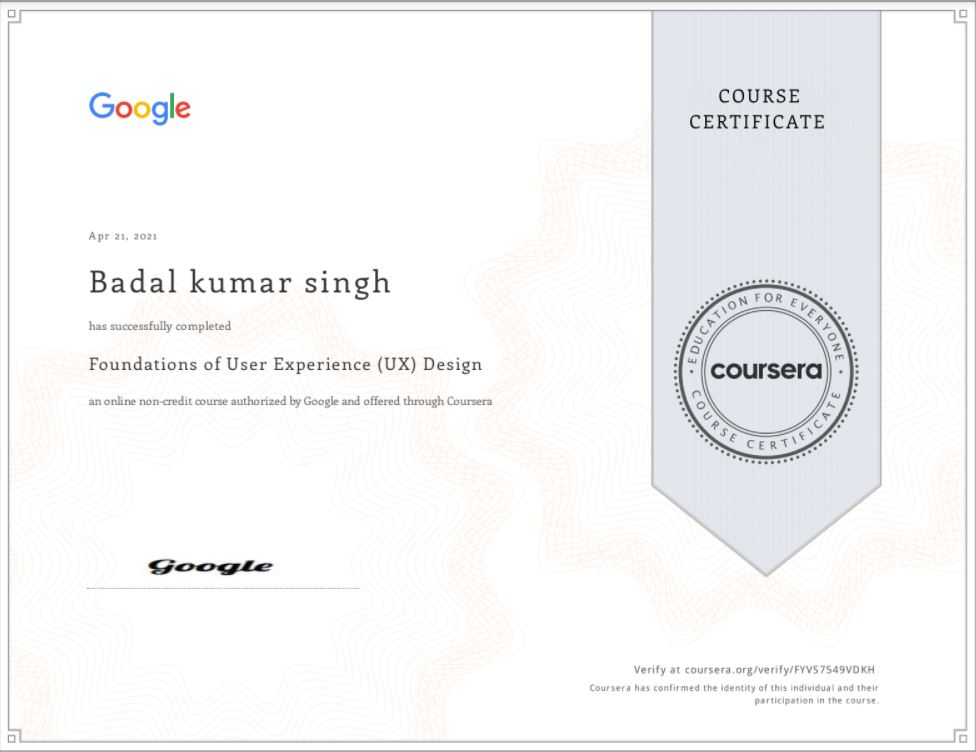 Google
COURSE
CERTIFICATE
Apr 21, 2021
Badal kumar singh
has successfully completed
Foundations of User Experience (UX) Design
an online non-credit course authorized by Google and offered through Coursera
EDUCATION FOR EVERYONE
coursera
COURSE CERTIFICATE
Google
Verify at coursera.org/verify/FYVS7549VDKH
Coursera has confirmed the identity of this individual and their
participation in the course.